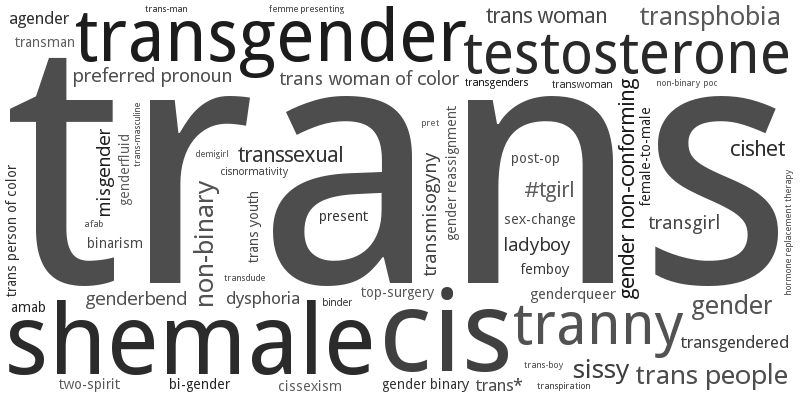 agender
trans-man
femme presenting
trans woman
transphobia
transman
transgender
testosterone
preferred pronoun
trans woman of color
transgenders
transwoman
non-binary poc
trans
misgender
genderfluid
trans-masculine
demigirl
transsexual
cisnormativity
pret
gender reassignment
post-op
gender non-conforming
female-to-male
cishet
trans person of color
afab
binarism
non-binary
trans youth
present
transmisogyny
#tgirl
sex-change
ladyboy
femboy
transgirl
hormone replacement therapy
transdude
amab
genderbend
dysphoria
binder
top-surgery
genderqueer
shemale
cis
tranny
gender
transgendered
two-spirit
bi-gender
cissexism
gender binary
trans*
trans-boy
transpiration
sissy
trans people